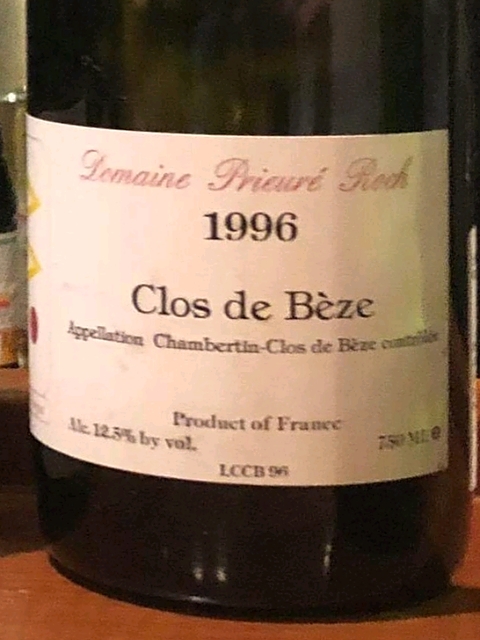 Domaine Prieuré Roch
1996
Clos de Bèze
Appellation Chambertin-Clos de Bèze contrôlée
Product of France
Alc. 12.5% by vol.
750 ML e
LCCB 96